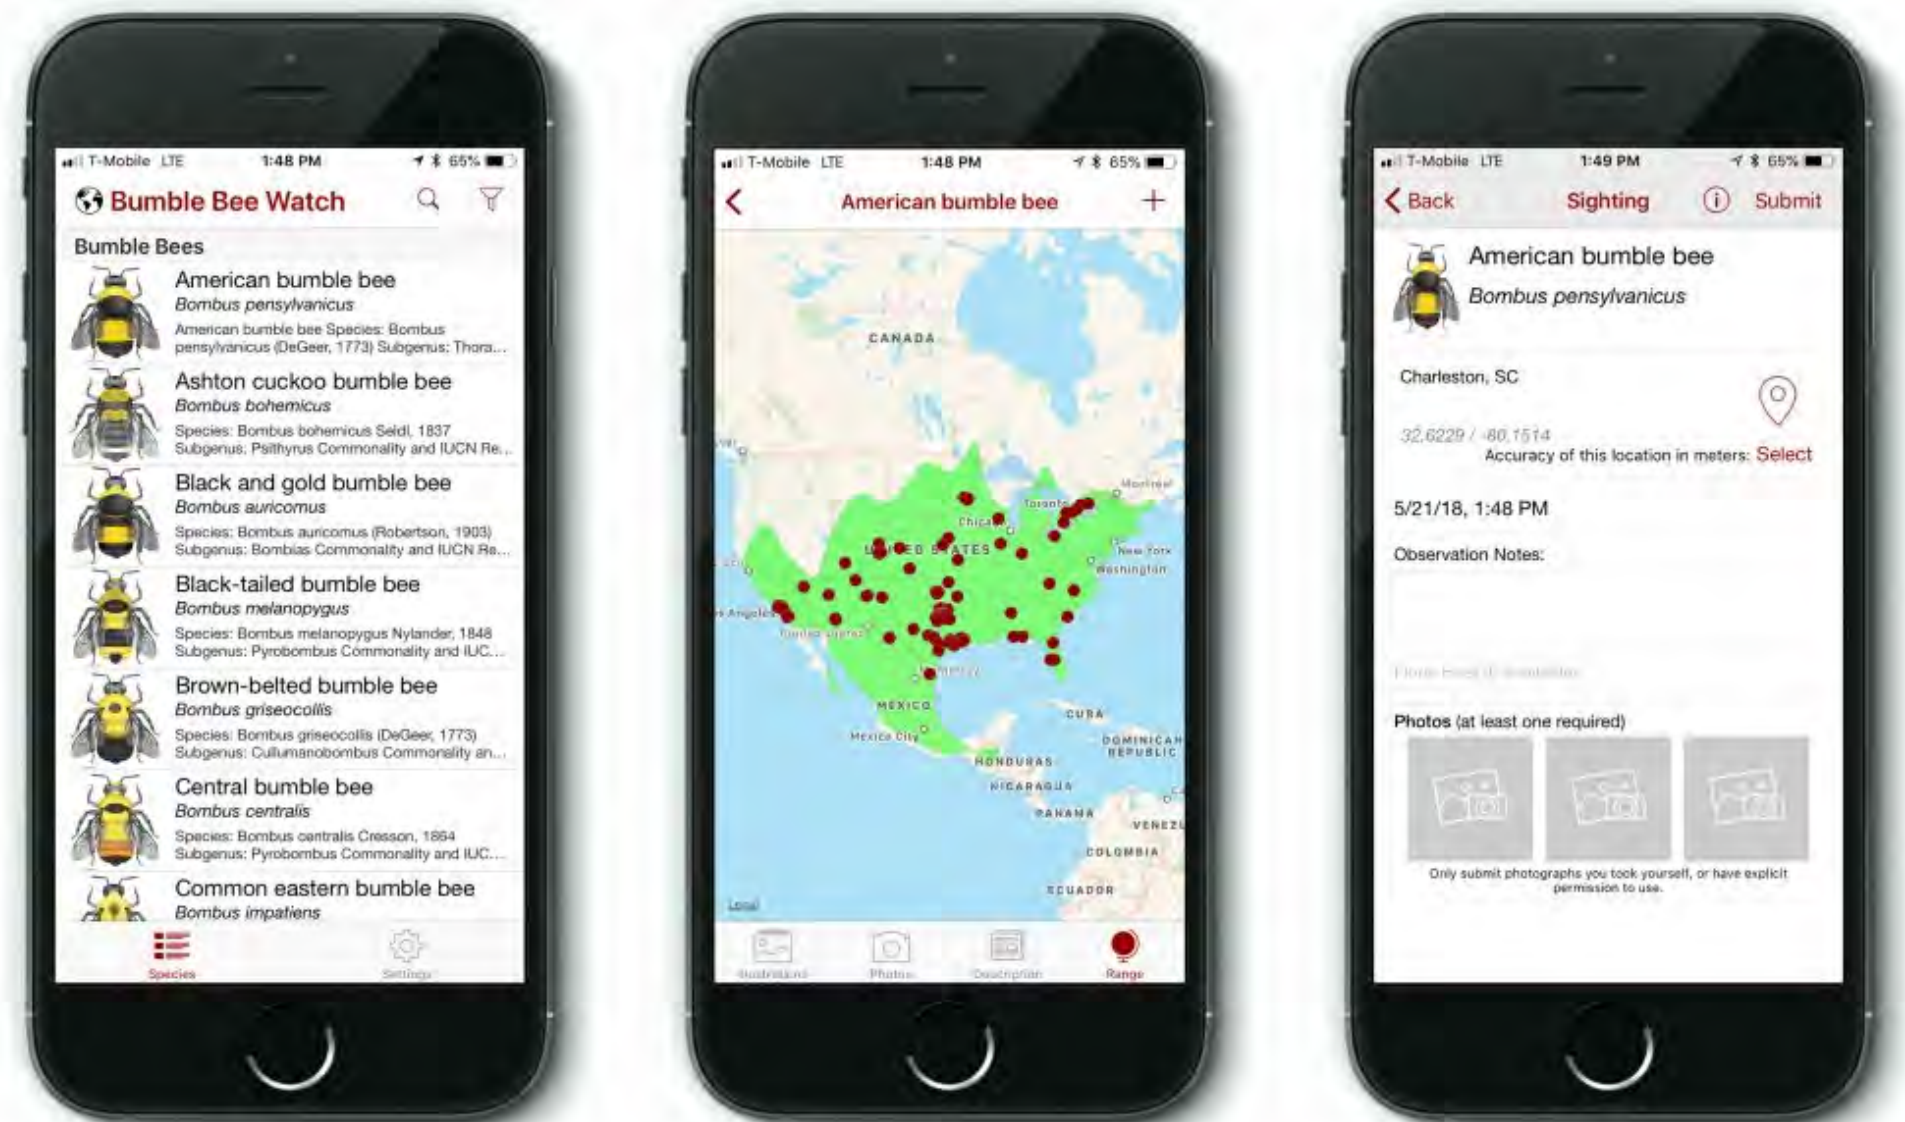 T-Mobile LTE 1:48 PM 65%
Bumble Bee Watch
Bumble Bees
American bumble bee
Bombus pensylvanicus
American bumble bee Species: Bombus
pensylvanicus (DeGeer, 1773) Subgenus: Thora...
Ashton cuckoo bumble bee
Bombus bohemicus
Species: Bombus bohemicus Seidl, 1837
Subgenus: Psithyrus Commonality and IUCN Re...
Black and gold bumble bee
Bombus auricomus
Species: Bombus auricomus (Robertson, 1903)
Subgenus: Bombias Commonality and IUCN Re...
Black-tailed bumble bee
Bombus melanopygus
Species: Bombus melanopygus Nylander, 1848
Subgenus: Pyrobombus Commonality and IUC...
Brown-belted bumble bee
Bombus griseocollis
Species: Bombus griseocollis (DeGeer, 1773)
Subgenus: Cullumanobombus Commonality an...
Central bumble bee
Bombus centralis
Species: Bombus centralis Cresson, 1864
Subgenus: Pyrobombus Commonality and IUC...
Common eastern bumble bee
Bombus impatiens
Species
Settings
T-Mobile LTE 1:48 PM 65%
American bumble bee
CANADA
Montreal
Toronto
UNITED STATES
New York
Washington
MEXICO
CUBA
Mexico City
DOMINICAN
REPUBLIC
HONDURAS
NICARAGUA
PANAMA
VENEZU
COLOMBIA
ECUADOR
Legal
Illustrations
Photos
Description
Range
T-Mobile LTE 1:49 PM 65%
Back Sighting Submit
American bumble bee
Bombus pensylvanicus
Charleston, SC
32.6229 / -80.1514
Accuracy of this location in meters: Select
5/21/18, 1:48 PM
Observation Notes:
Photos (at least one required)
Only submit photographs you took yourself, or have explicit
permission to use.